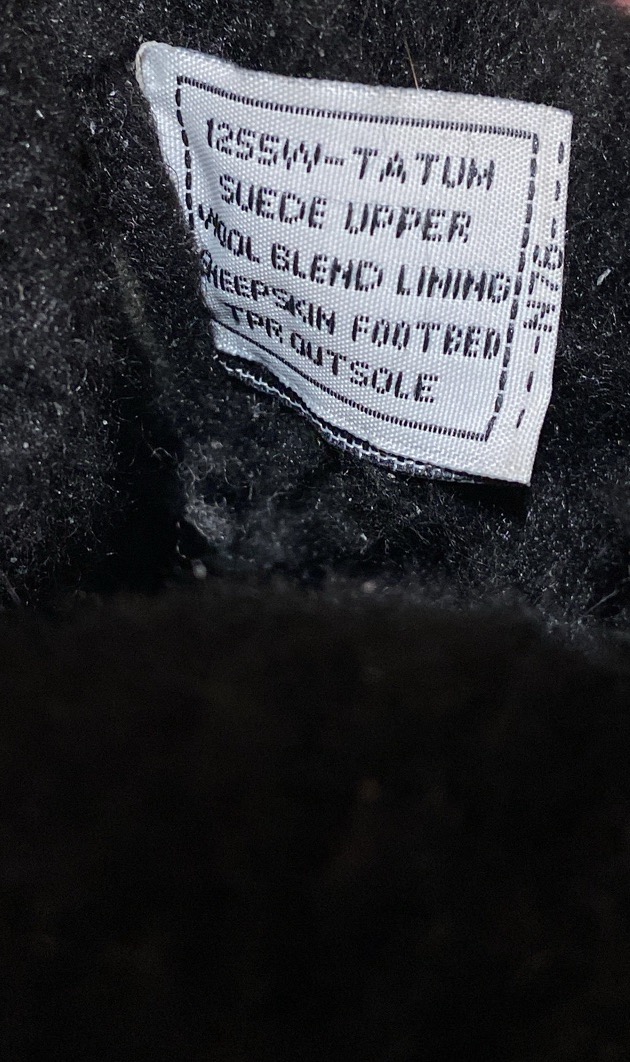 1255W-TATUM
SUEDE UPPER
WOOL BLEND LINING
SHEEPSKIN FOOTBED
TPR OUTSOLE